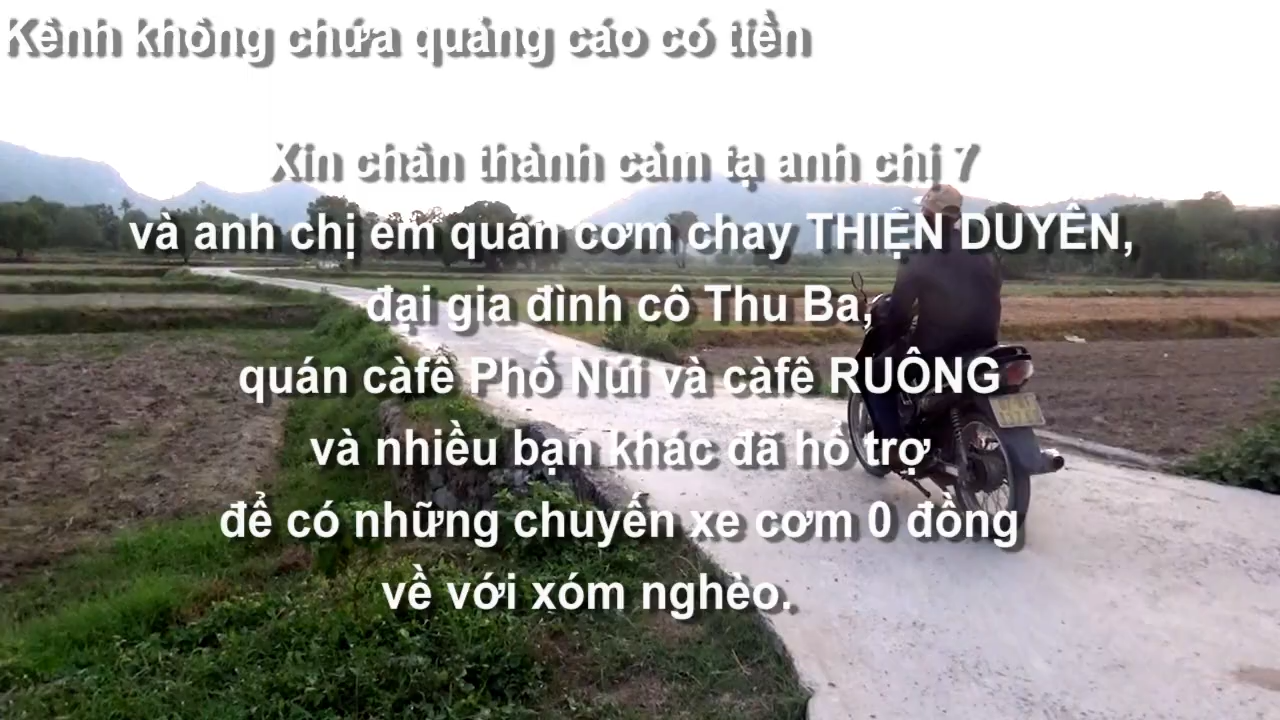 Kênh không chứa quảng cáo có tiền
Xin chân thành cảm tạ anh chị 7
và anh chị em quán cơm chay THIỆN DUYÊN,
đại gia đình cô Thu Ba,
quán càfê Phố Núi và càfê RUÔNG
và nhiều bạn khác đã hổ trợ
để có những chuyến xe cơm 0 đồng
về với xóm nghèo.